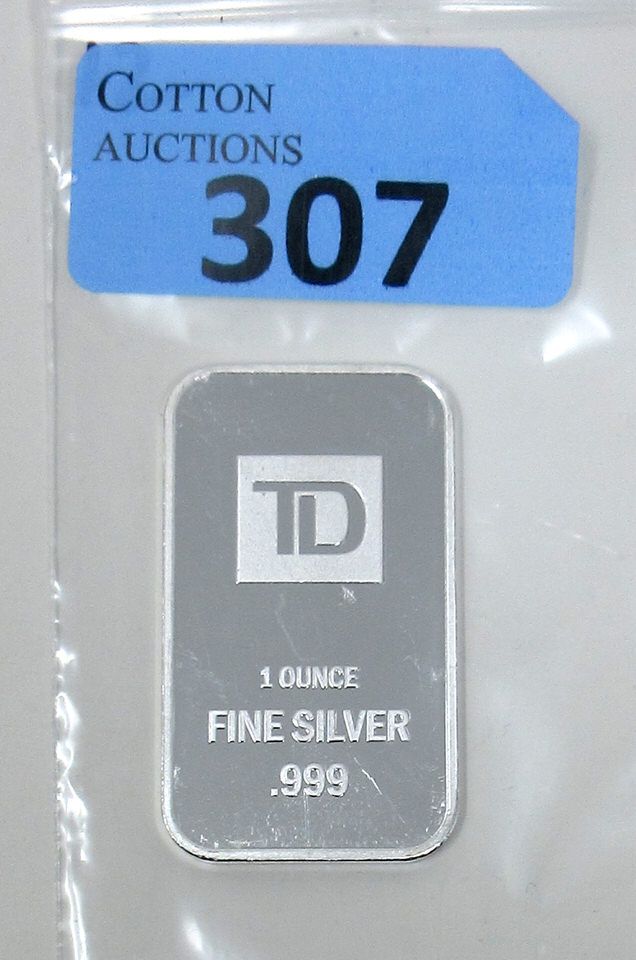 COTTON
AUCTIONS
307
TD
1 OUNCE
FINE SILVER
.999